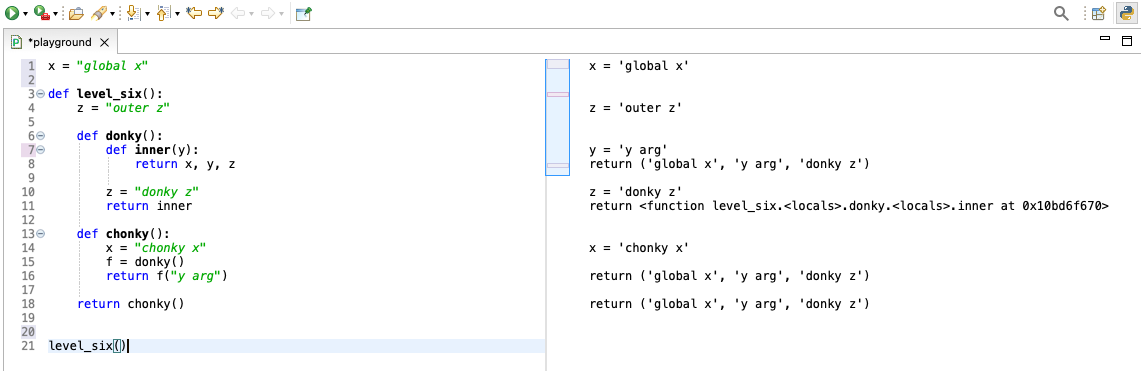 *playground
1 x = "global x" x = 'global x'
2
3 def level_six():
4 z = "outer z" z = 'outer z'
5
6 def donky():
7 def inner(y): y = 'y arg'
8 return x, y, z return ('global x', 'y arg', 'donky z')
9
10 z = "donky z" z = 'donky z'
11 return inner return <function level_six.<locals>.donky.<locals>.inner at 0x10bd6f670>
12
13 def chonky():
14 x = "chonky x" x = 'chonky x'
15 f = donky()
16 return f("y arg") return ('global x', 'y arg', 'donky z')
17
18 return chonky() return ('global x', 'y arg', 'donky z')
19
20
21 level_six()